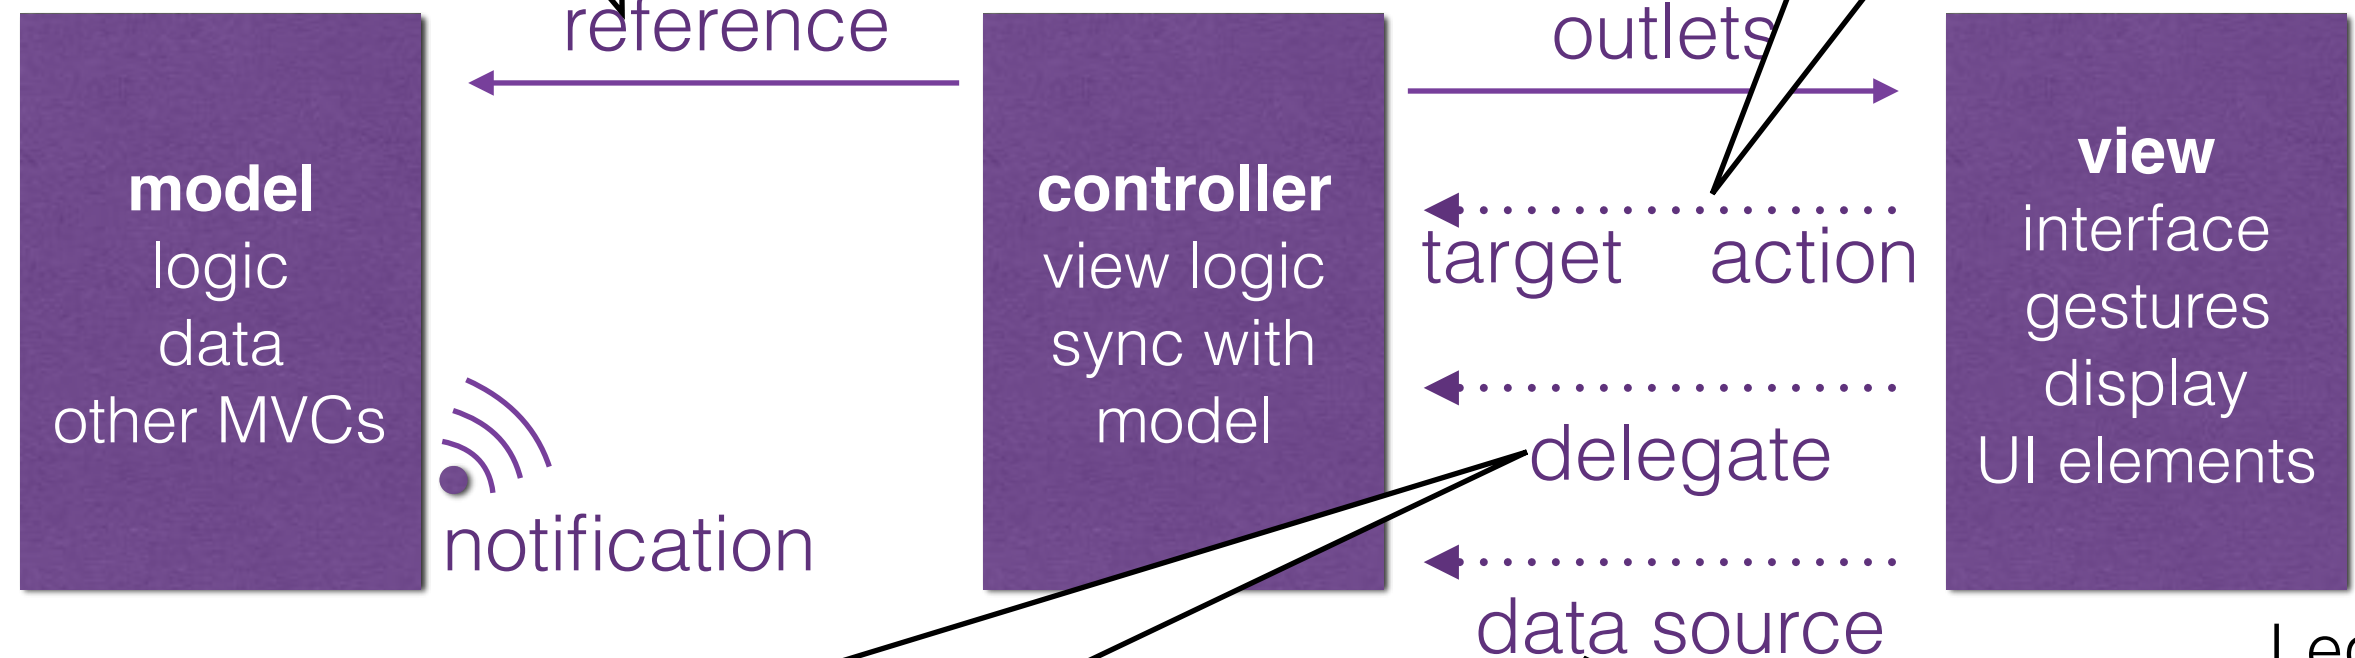 reference
outlets
model
logic
data
other MVCs
notification
controller
view logic
sync with
model
target action
delegate
data source
view
interface
gestures
display
UI elements